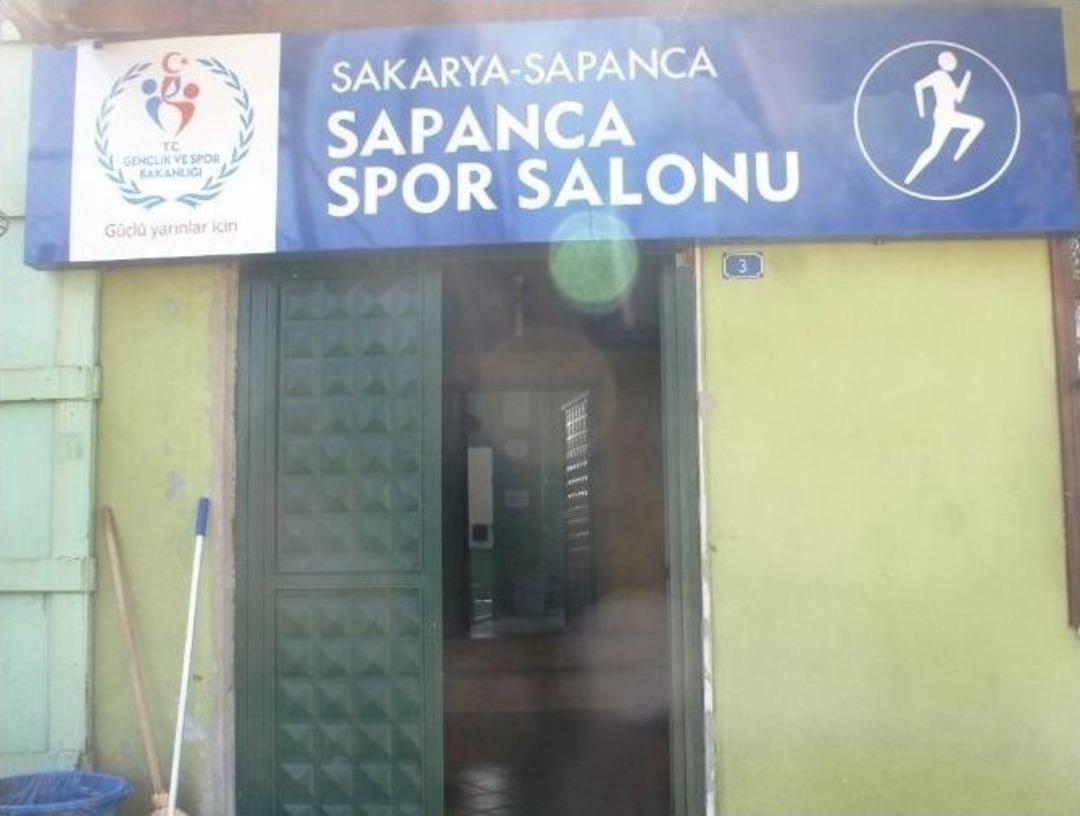 SAKARYA-SAPANCA
SAPANCA
SPOR SALONU
T.C.
GENÇLİK VE SPOR
BAKANLIĞI
Güçlü yarınlar için
3